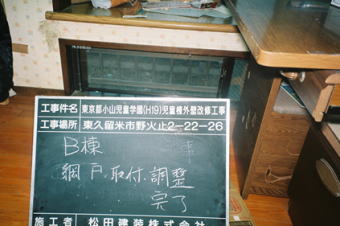 工事件名 東京都小山児童学園(H19)児童棟外壁改修工事
工事場所 東久留米市野火止2-22-26
B棟
網戸取付.調整
完了
施工者 松田建装株式会社